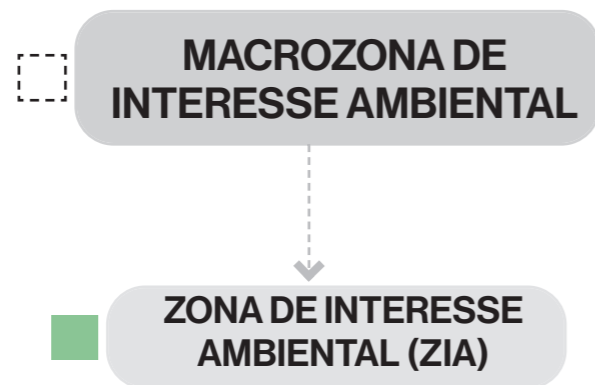 MACROZONA DE
INTERESSE AMBIENTAL
ZONA DE INTERESSE
AMBIENTAL (ZIA)